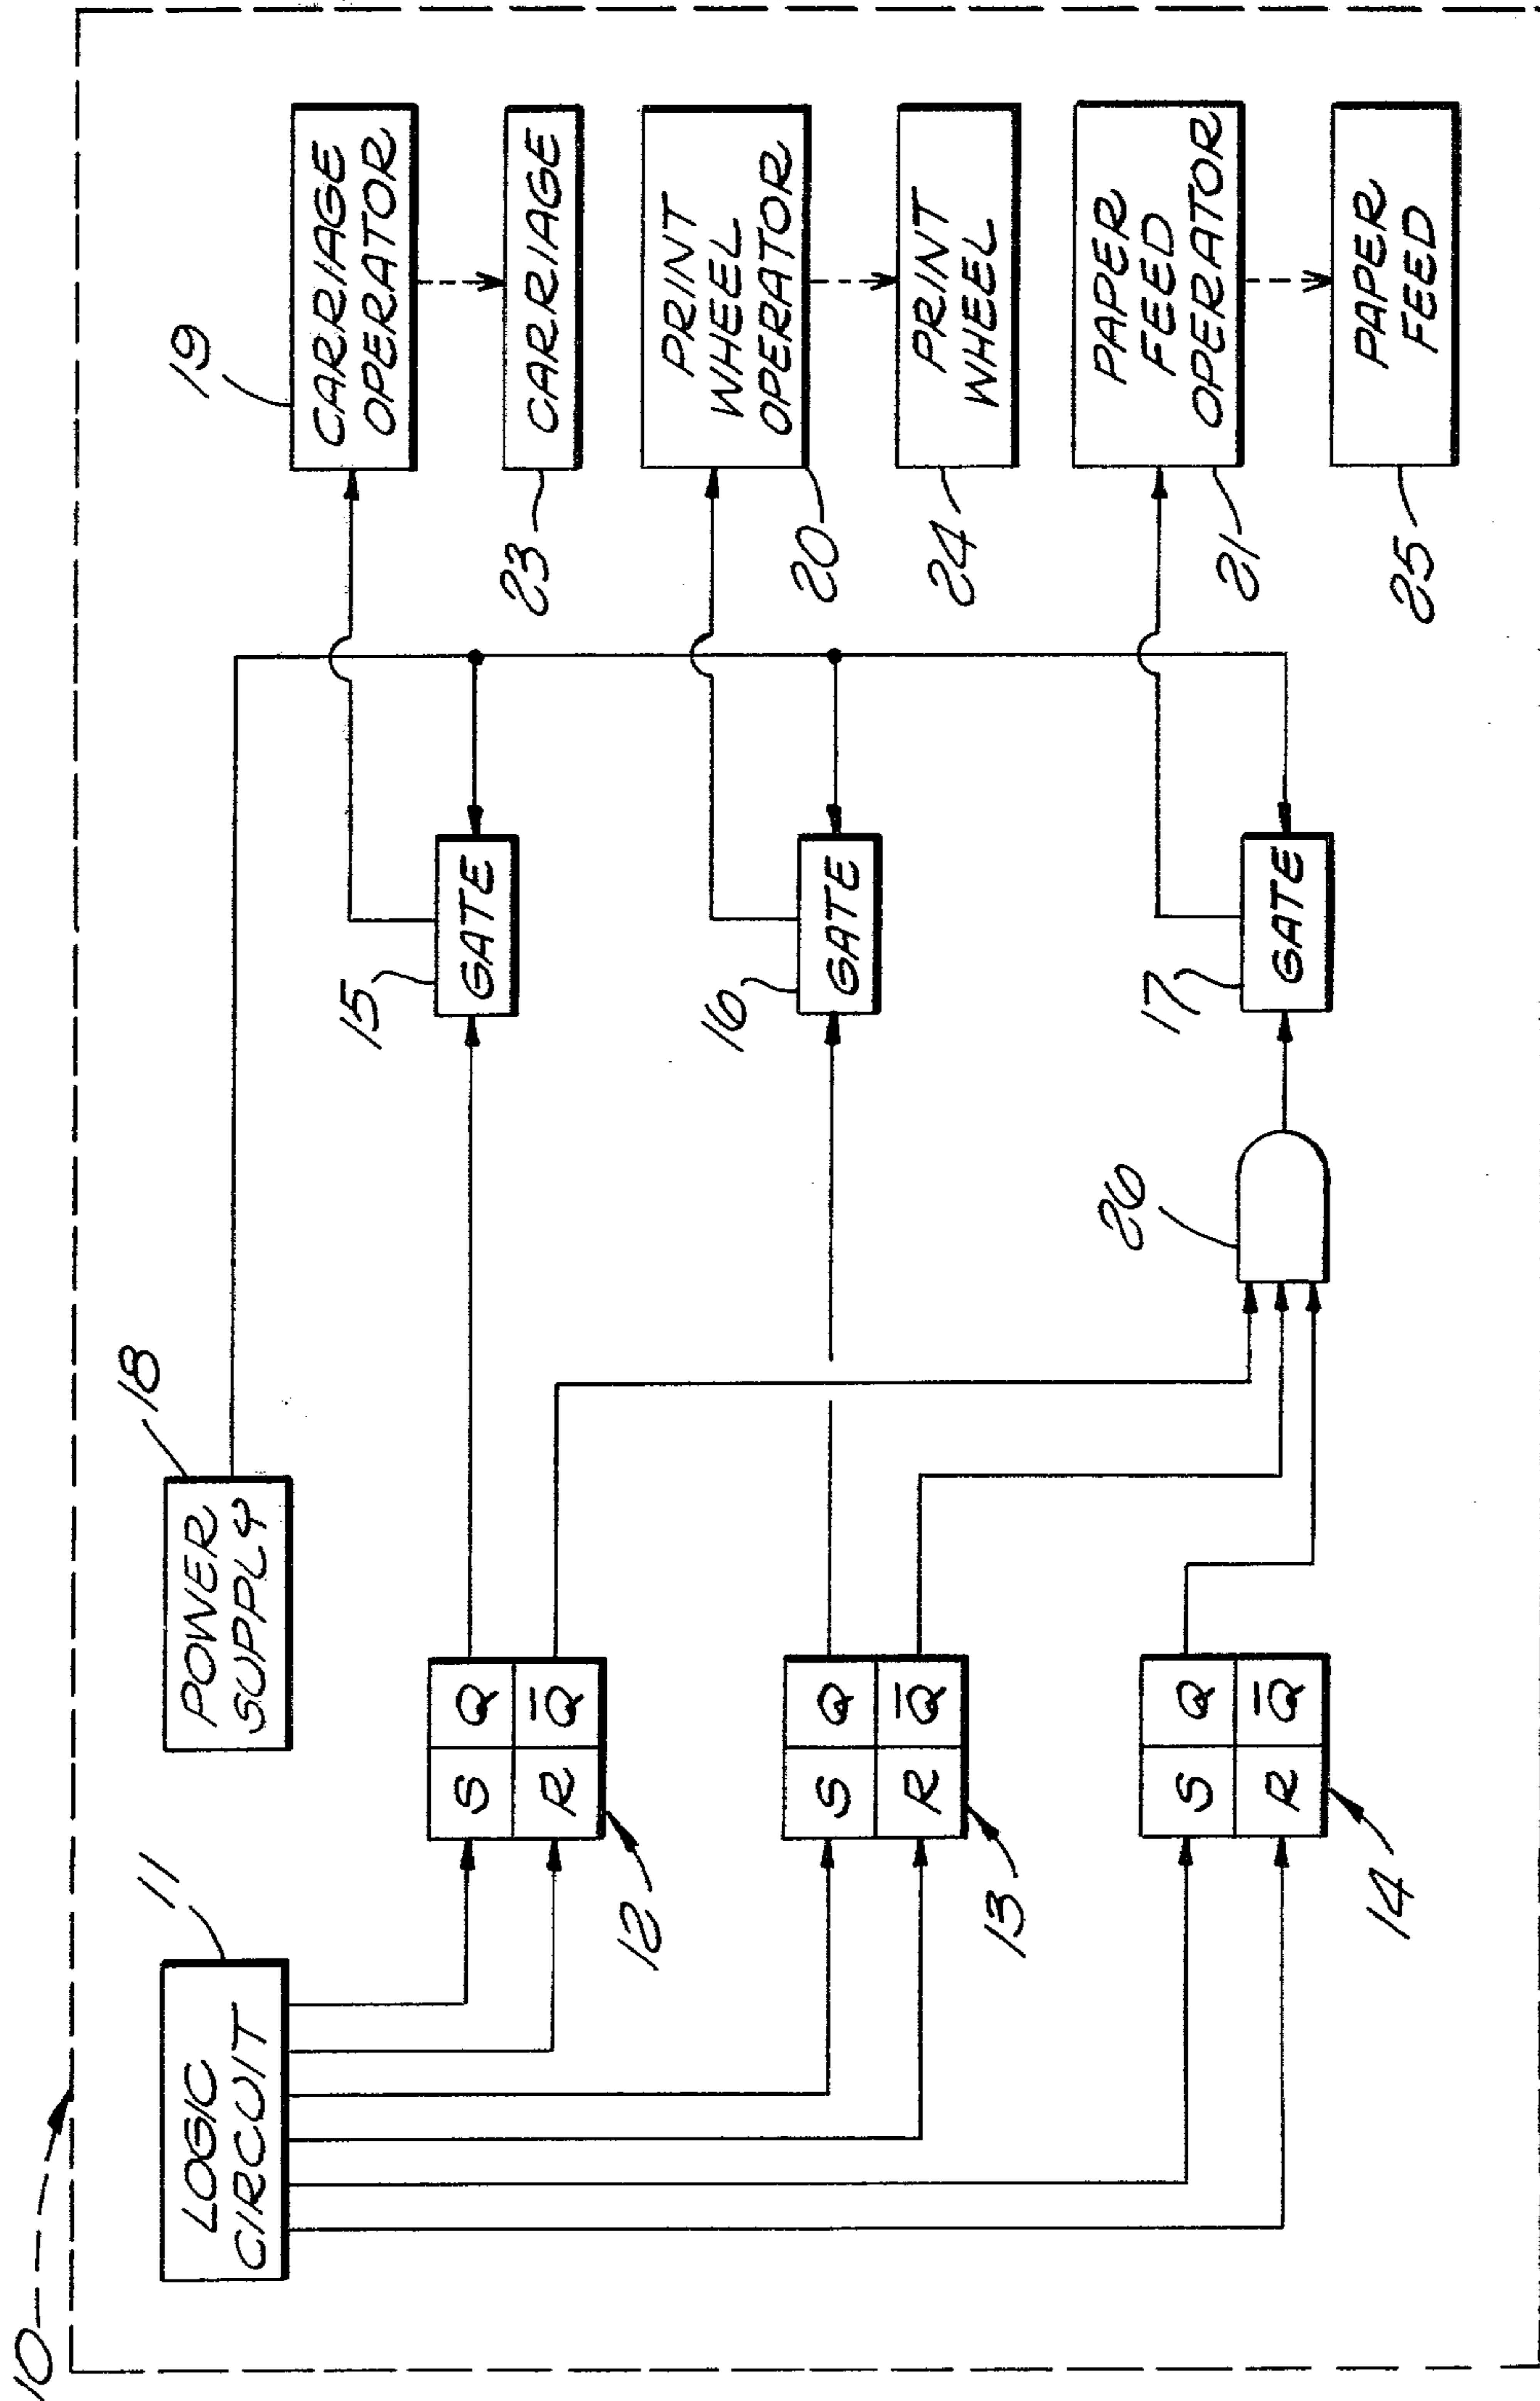 10
LOGIC
CIRCUIT
11
POWER
SUPPLY
18
19
CARRIAGE
OPERATOR
S
Q
R
Q̅
12
15
GATE
23
CARRIAGE
PRINT
WHEEL
OPERATOR
20
S
Q
R
Q̅
13
16
GATE
24
PRINT
WHEEL
PAPER
FEED
OPERATOR
21
S
Q
R
Q̅
14
26
17
GATE
25
PAPER
FEED